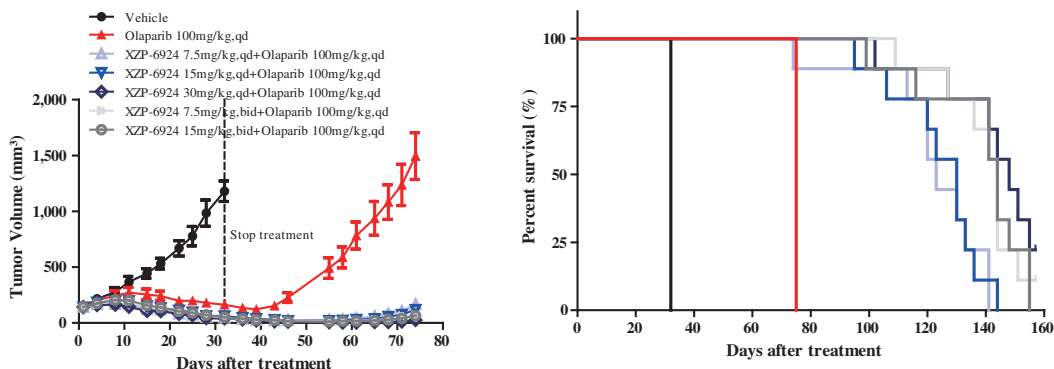 Vehicle
Olaparib 100mg/kg,qd
XZP-6924 7.5mg/kg,qd+Olaparib 100mg/kg,qd
XZP-6924 15mg/kg,qd+Olaparib 100mg/kg,qd
XZP-6924 30mg/kg,qd+Olaparib 100mg/kg,qd
XZP-6924 7.5mg/kg,bid+Olaparib 100mg/kg,qd
XZP-6924 15mg/kg,bid+Olaparib 100mg/kg,qd
Tumor Volume (mm³)
2,000
1,500
1,000
500
0
Stop treatment
0 10 20 30 40 50 60 70 80
Days after treatment
Percent survival (%)
100
75
50
25
0
0 20 40 60 80 100 120 140 160
Days after treatment